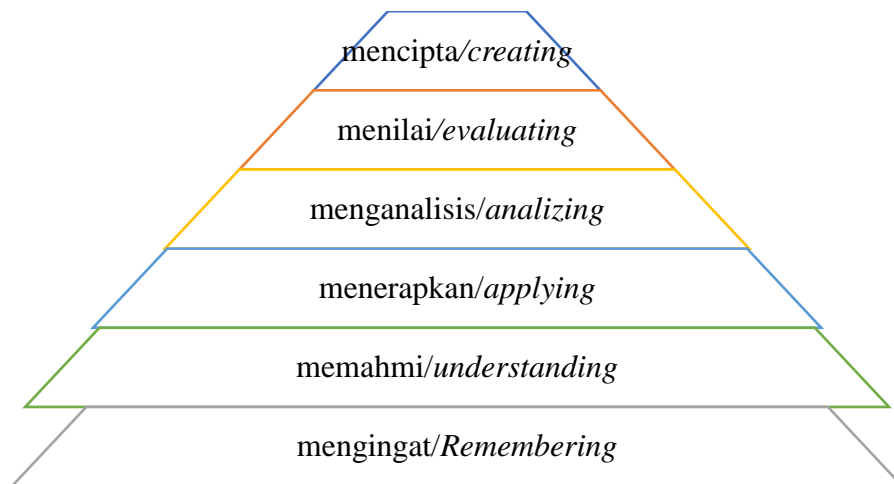 mencipta/creating
menilai/evaluating
menganalisis/analizing
menerapkan/applying
memahmi/understanding
mengingat/Remembering